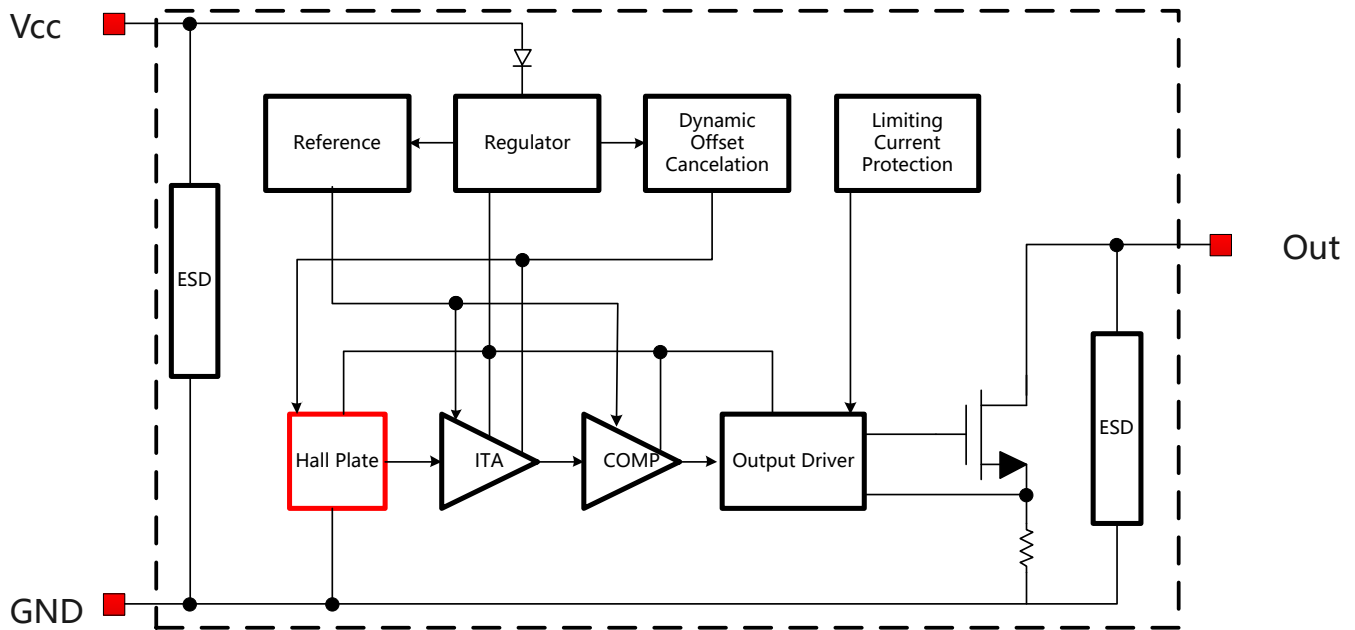 Vcc
Reference
Regulator
Dynamic
Offset
Cancelation
Limiting
Current
Protection
ESD
Out
Hall Plate
ITA
COMP
Output Driver
ESD
GND